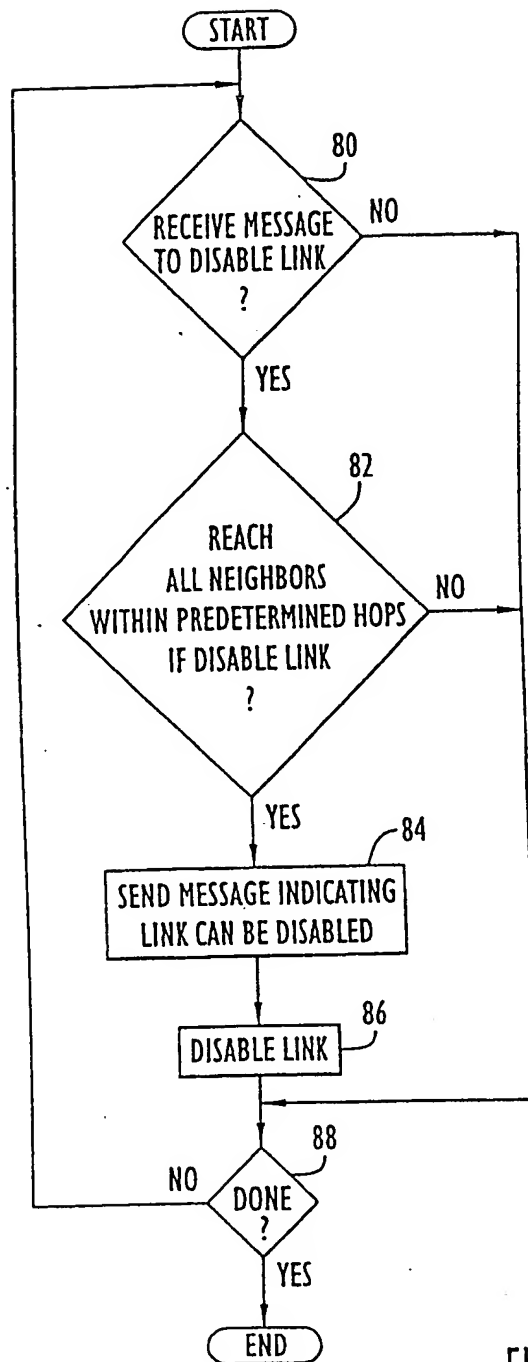 START
80
RECEIVE MESSAGE
TO DISABLE LINK
?
NO
YES
82
REACH
ALL NEIGHBORS
WITHIN PREDETERMINED HOPS
IF DISABLE LINK
?
NO
YES
84
SEND MESSAGE INDICATING
LINK CAN BE DISABLED
86
DISABLE LINK
88
NO
DONE
?
YES
END